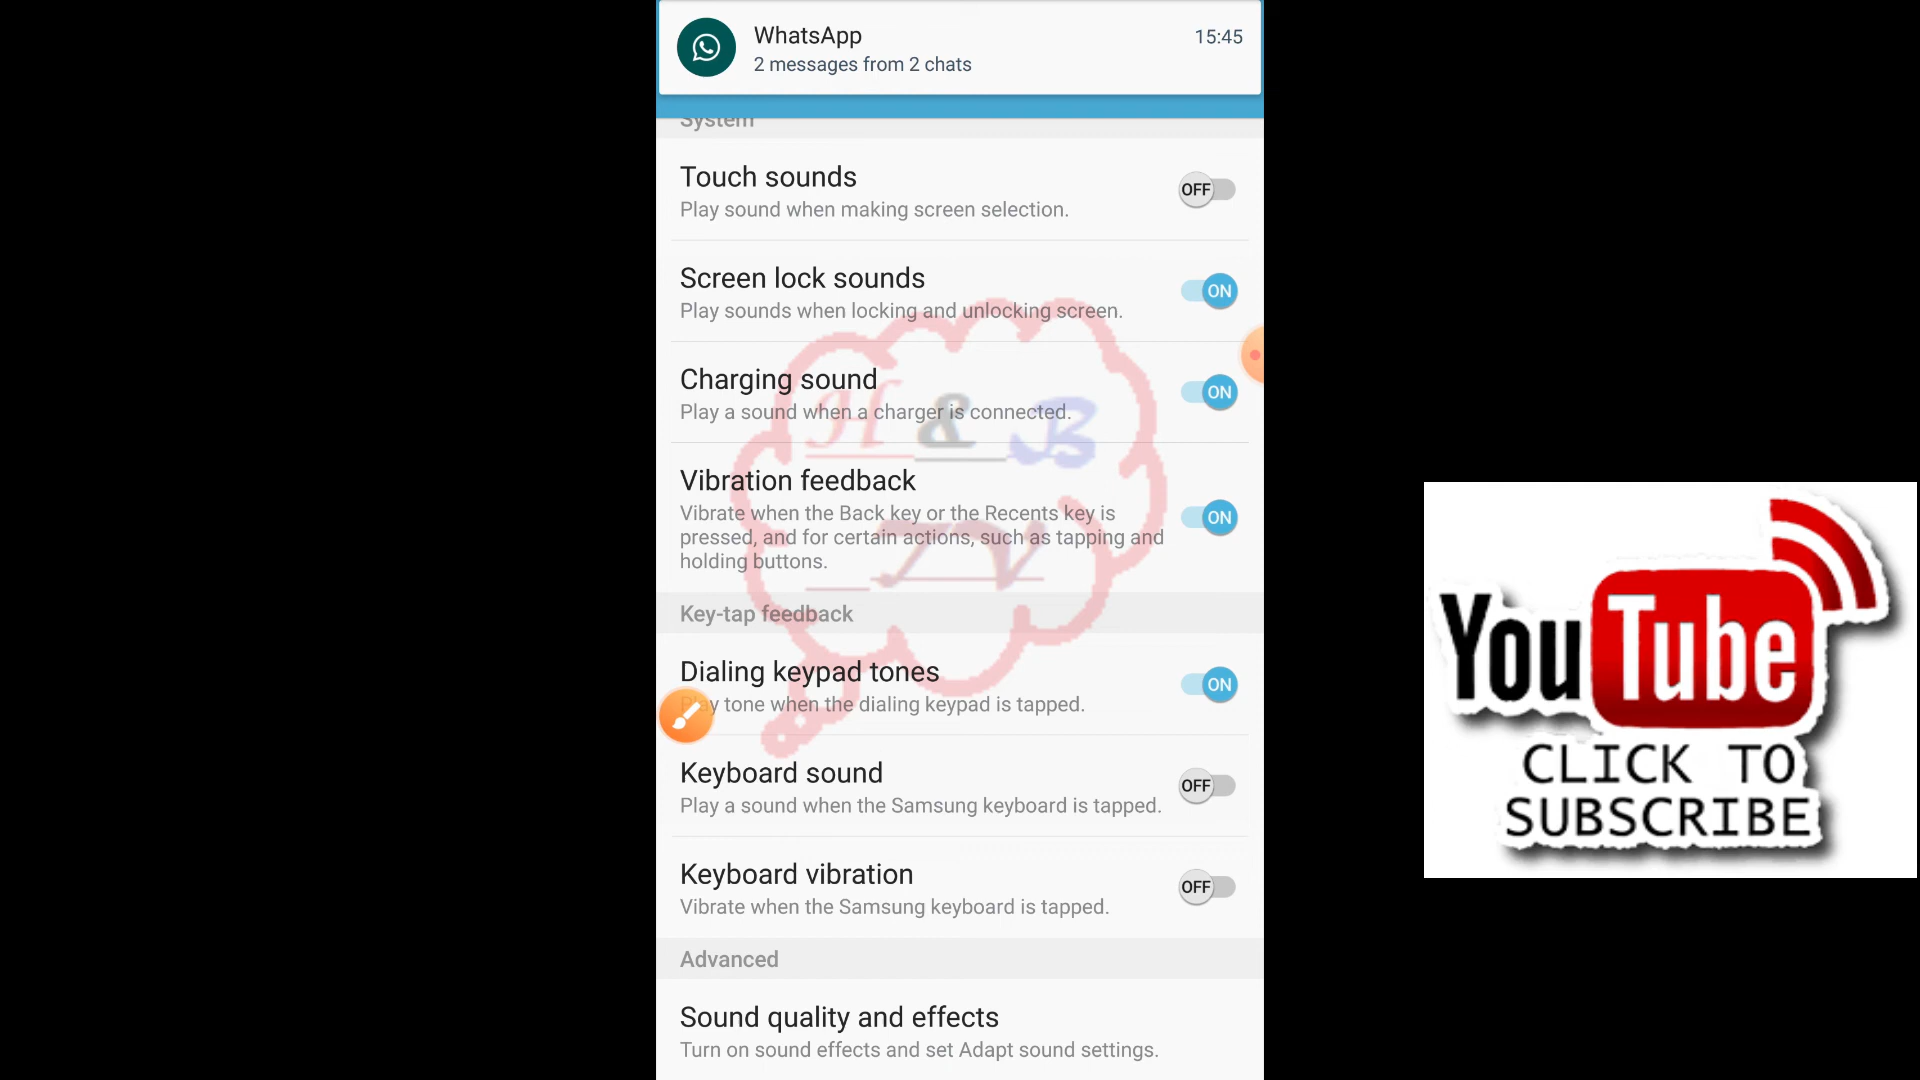 WhatsApp
15:45
2 messages from 2 chats
System
Touch sounds
OFF
Play sound when making screen selection.
Screen lock sounds
ON
Play sounds when locking and unlocking screen.
Charging sound
ON
Play a sound when a charger is connected.
H & B
TV
Vibration feedback
Vibrate when the Back key or the Recents key is
ON
pressed, and for certain actions, such as tapping and
holding buttons.
Key-tap feedback
Dialing keypad tones
ON
Play tone when the dialing keypad is tapped.
Keyboard sound
OFF
Play a sound when the Samsung keyboard is tapped.
Keyboard vibration
OFF
Vibrate when the Samsung keyboard is tapped.
Advanced
Sound quality and effects
Turn on sound effects and set Adapt sound settings.
YouTube
CLICK TO
SUBSCRIBE